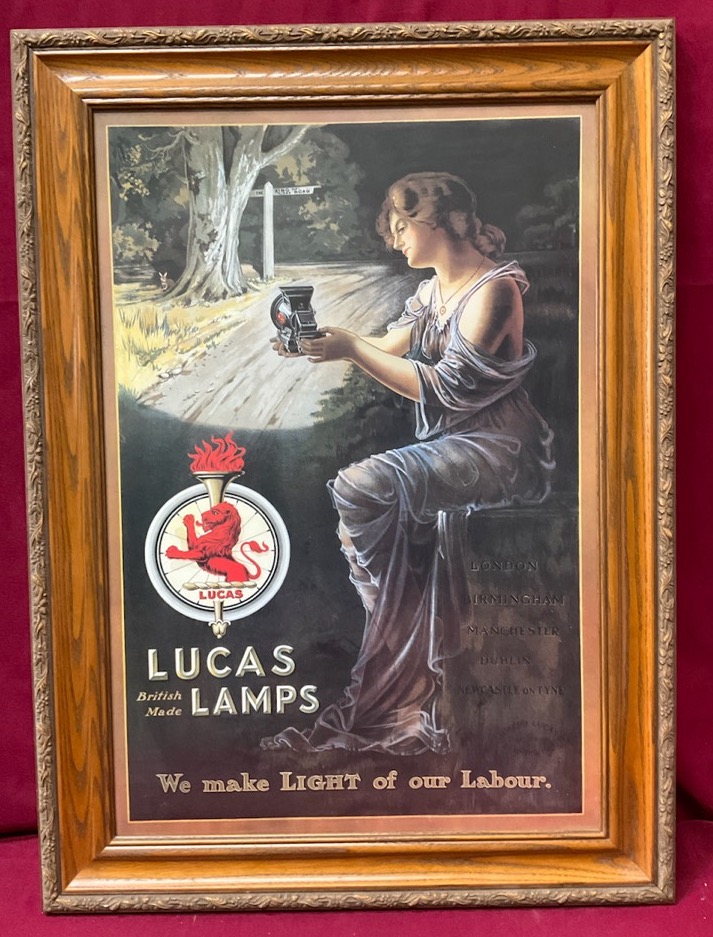 LUCAS
LUCAS
British
Made
LAMPS
LONDON
BIRMINGHAM
MANCHESTER
DUBLIN
NEWCASTLE ON TYNE
We make LIGHT of our Labour.